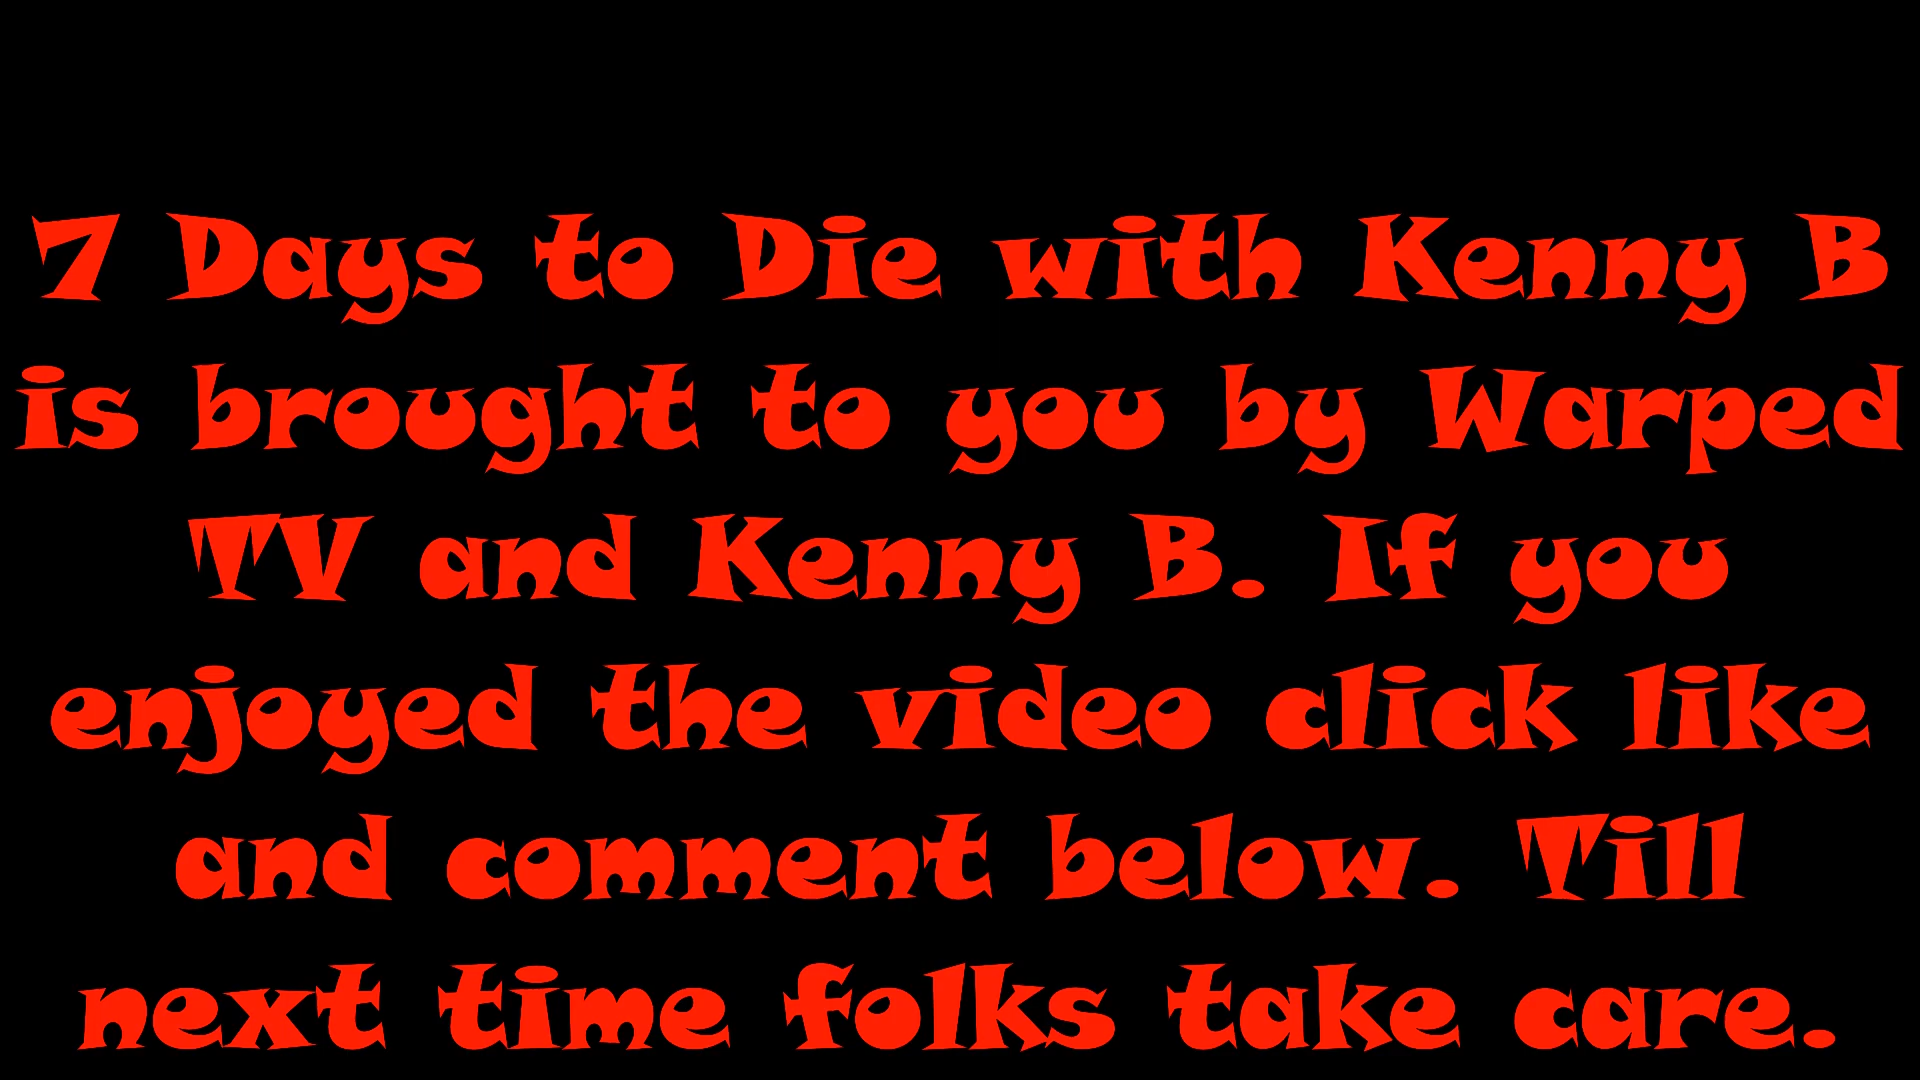 7 Days to Die with Kenny B
is brought to you by Warped
TV and Kenny B. If you
enjoyed the video click like
and comment below. Till
next time folks take care.